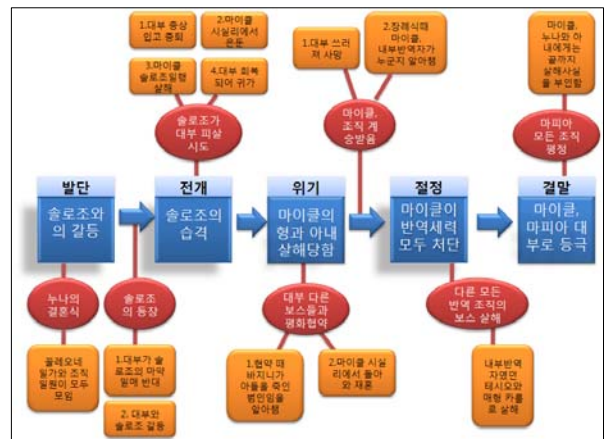 1.대부 중상
입고 중퇴
2.마이클
시실리에서
은둔
3.마이클
솔로조일행
살해
4.대부 회복
되어 귀가
솔로조가
대부 피살
시도
1.대부 쓰러
져 사망
2.장례식때
마이클,
내부반역자가
누군지 알아챔
마이클,
조직 계
승받음
마이클,
누나와 아
내에게는
끝까지
살해사실
을 부인함
마피아
모든 조직
평정
발단
솔로조와
의 갈등
전개
솔로조의
습격
위기
마이클의
형과 아내
살해당함
절정
마이클이
반역세력
모두 처단
결말
마이클,
마피아 대
부로 등극
누나의
결혼식
꼴레오네
일가와 조직
일원이 모두
모임
솔로조
의 등장
1.대부가 솔
로조의 마약
밀매 반대
2. 대부와
솔로조 갈등
대부 다른
보스들과
평화협약
1.협약 때
바지니가
아들을 죽인
범인임을
알아챔
2.마이클 시실
리에서 돌아
와 재혼
다른 모든
반역 조직의
보스 살해
내부반역
자였던
테시오와
매형 카를
로 살해